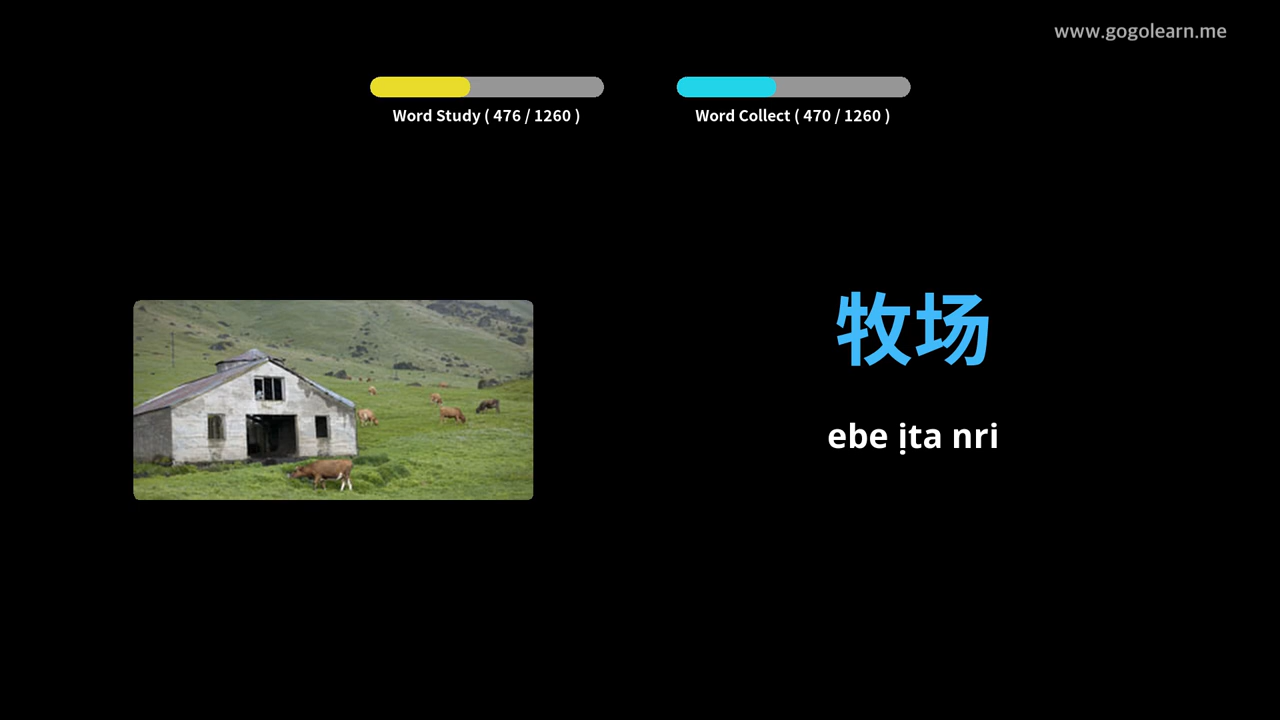 www.gogolearn.me
Word Study ( 476 / 1260 )
Word Collect ( 470 / 1260 )
牧场
ebe ịta nri